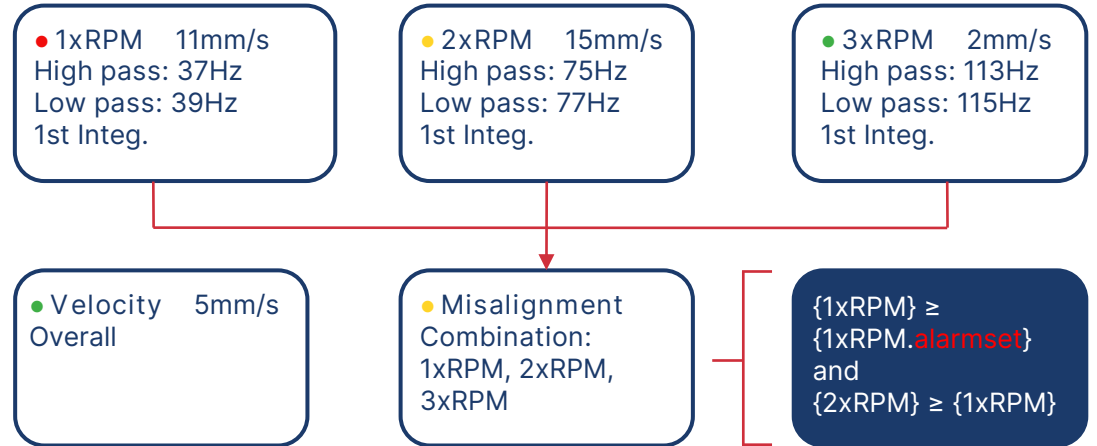 1xRPM 11mm/s
High pass: 37Hz
Low pass: 39Hz
1st Integ.
2xRPM 15mm/s
High pass: 75Hz
Low pass: 77Hz
1st Integ.
3xRPM 2mm/s
High pass: 113Hz
Low pass: 115Hz
1st Integ.
Velocity 5mm/s
Overall
Misalignment
Combination:
1xRPM, 2xRPM,
3xRPM
{1xRPM} ≥
{1xRPM.alarmset}
and
{2xRPM} ≥ {1xRPM}